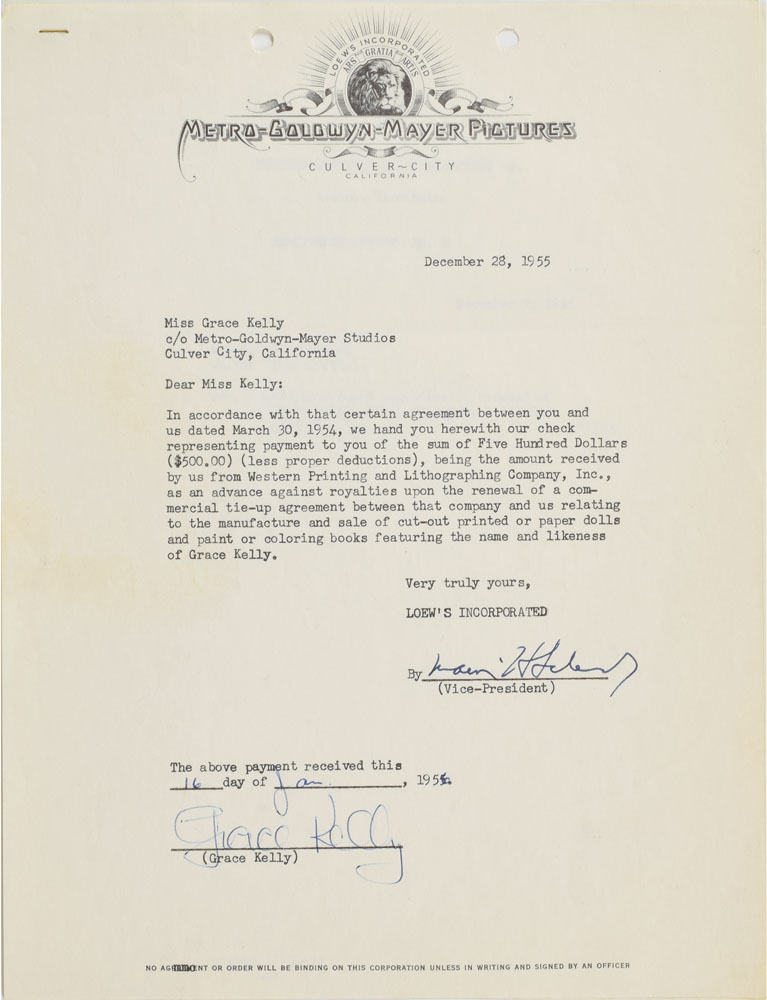 LOEW'S INCORPORATED
ARS GRATIA ARTIS
METRO-GOLDWYN-MAYER PICTURES
CULVER~CITY
CALIFORNIA
December 28, 1955
Miss Grace Kelly
c/o Metro-Goldwyn-Mayer Studios
Culver City, California
Dear Miss Kelly:
In accordance with that certain agreement between you and
us dated March 30, 1954, we hand you herewith our check
representing payment to you of the sum of Five Hundred Dollars
($500.00) (less proper deductions), being the amount received
by us from Western Printing and Lithographing Company, Inc.,
as an advance against royalties upon the renewal of a com-
mercial tie-up agreement between that company and us relating
to the manufacture and sale of cut-out printed or paper dolls
and paint or coloring books featuring the name and likeness
of Grace Kelly.
Very truly yours,
LOEW'S INCORPORATED
By
(Vice-President)
The above payment received this
16 day of Jan., 1956.
Grace Kelly
(Grace Kelly)
NO AGREEMENT OR ORDER WILL BE BINDING ON THIS CORPORATION UNLESS IN WRITING AND SIGNED BY AN OFFICER